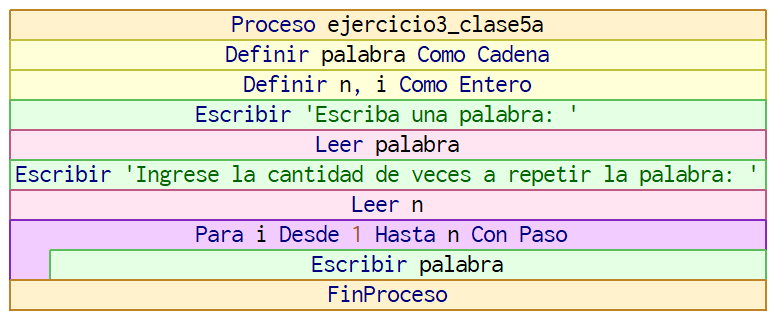 Proceso ejercicio3_clase5a
Definir palabra Como Cadena
Definir n, i Como Entero
Escribir 'Escriba una palabra: '
Leer palabra
Escribir 'Ingrese la cantidad de veces a repetir la palabra: '
Leer n
Para i Desde 1 Hasta n Con Paso
Escribir palabra
FinProceso